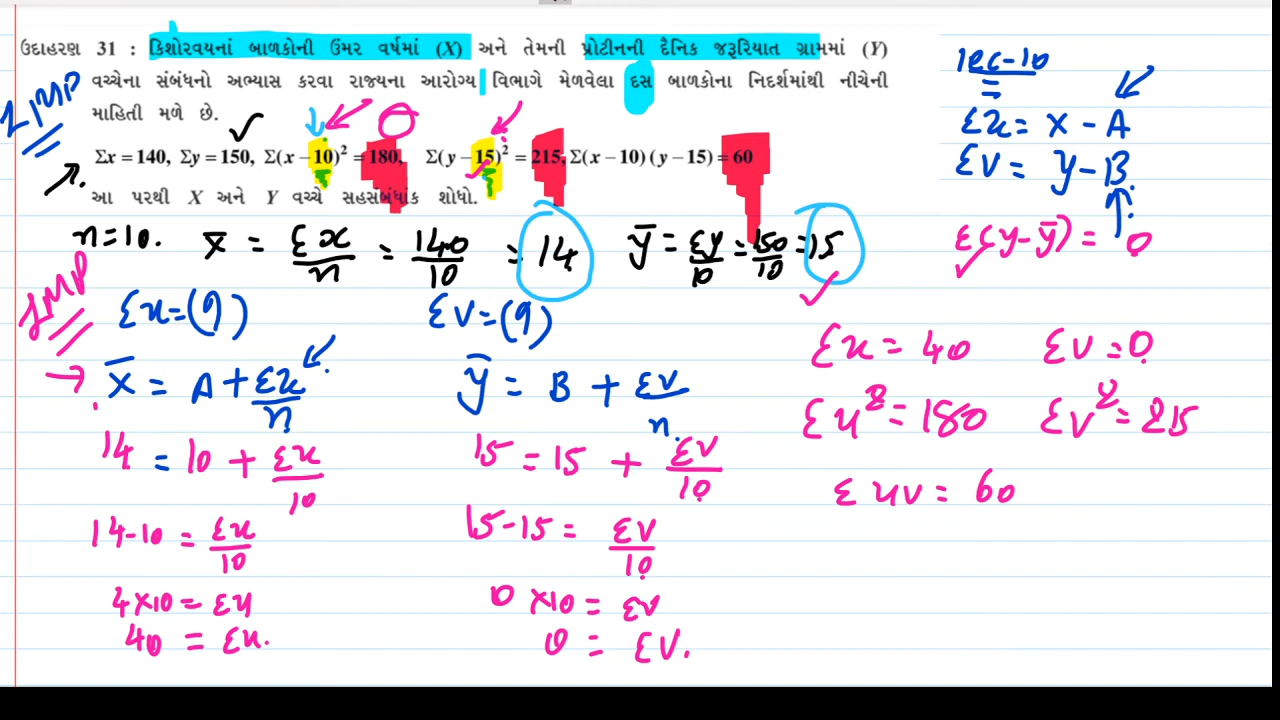 ઉદાહરણ 31 : કિશોરવયનાં બાળકોની ઉમર વર્ષમાં (X) અને તેમની પ્રોટીનની દૈનિક જરૂરિયાત ગ્રામમાં (Y)
વચ્ચેના સંબંધનો અભ્યાસ કરવા રાજ્યના આરોગ્ય વિભાગે મેળવેલા દસ બાળકોના નિદર્શમાંથી નીચેની
માહિતી મળે છે.
Σx = 140, Σy = 150, Σ(x – 10)² = 180, Σ(y – 15)² = 215, Σ(x – 10) (y – 15) = 60
આ પરથી X અને Y વચ્ચે સહસંબંધાંક શોધો.
IMP
lec-10
Σu = x - A
Σv = y - B.
Σ(y - ȳ) = 0
n = 10. x̄ = Σx/n = 140/10 = 14 ȳ = Σy/10 = 150/10 = 15
IMP
Σu = (?) Σv = (?)
x̄ = A + Σu/n ȳ = B + Σv/n.
14 = 10 + Σu/10 15 = 15 + Σv/10
14-10 = Σu/10 15-15 = Σv/10
4×10 = Σu 0 ×10 = Σv
40 = Σu. 0 = Σv.
Σu = 40 Σv = 0
Σu² = 180 Σv² = 215
Σuv = 60